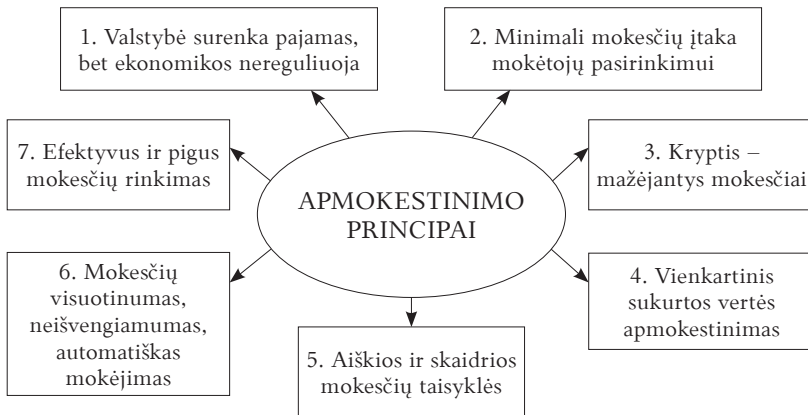 1. Valstybė surenka pajamas,
bet ekonomikos nereguliuoja
2. Minimali mokesčių įtaka
mokėtojų pasirinkimui
7. Efektyvus ir pigus
mokesčių rinkimas
APMOKESTINIMO
PRINCIPAI
3. Kryptis –
mažėjantys mokesčiai
6. Mokesčių
visuotinumas,
neišvengiamumas,
automatiškas
mokėjimas
4. Vienkartinis
sukurtos vertės
apmokestinimas
5. Aiškios ir skaidrios
mokesčių taisyklės